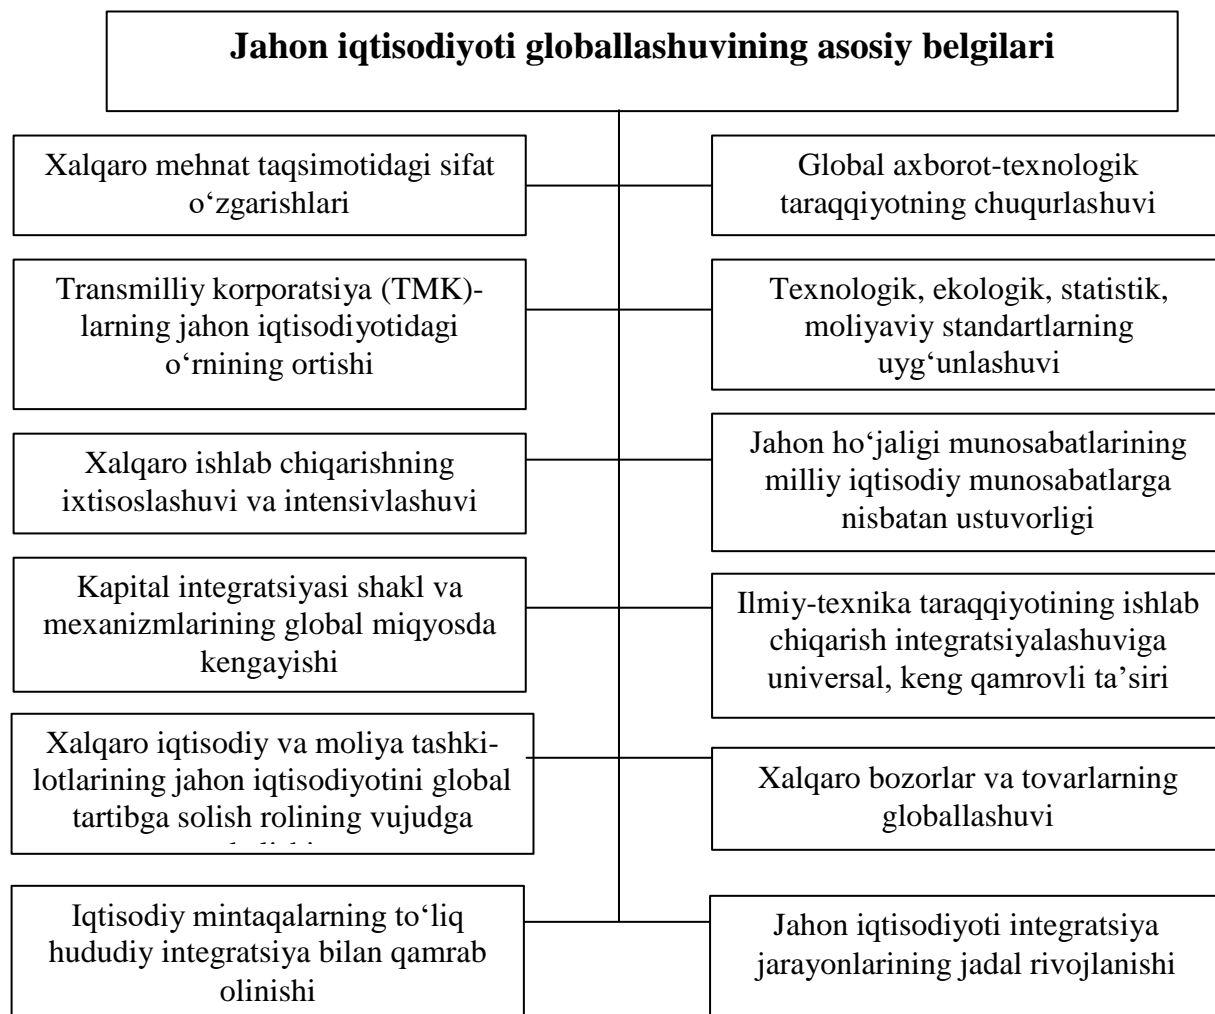 Jahon iqtisodiyoti globallashuvining asosiy belgilari
Xalqaro mehnat taqsimotidagi sifat
o‘zgarishlari
Global axborot-texnologik
taraqqiyotning chuqurlashuvi
Transmilliy korporatsiya (TMK)-
larning jahon iqtisodiyotidagi
o‘rnining ortishi
Texnologik, ekologik, statistik,
moliyaviy standartlarning
uyg‘unlashuvi
Xalqaro ishlab chiqarishning
ixtisoslashuvi va intensivlashuvi
Jahon ho‘jaligi munosabatlarining
milliy iqtisodiy munosabatlarga
nisbatan ustuvorligi
Kapital integratsiyasi shakl va
mexanizmlarining global miqyosda
kengayishi
Ilmiy-texnika taraqqiyotining ishlab
chiqarish integratsiyalashuviga
universal, keng qamrovli ta’siri
Xalqaro iqtisodiy va moliya tashki-
lotlarining jahon iqtisodiyotini global
tartibga solish rolining vujudga
Xalqaro bozorlar va tovarlarning
globallashuvi
Iqtisodiy mintaqalarning to‘liq
hududiy integratsiya bilan qamrab
olinishi
Jahon iqtisodiyoti integratsiya
jarayonlarining jadal rivojlanishi